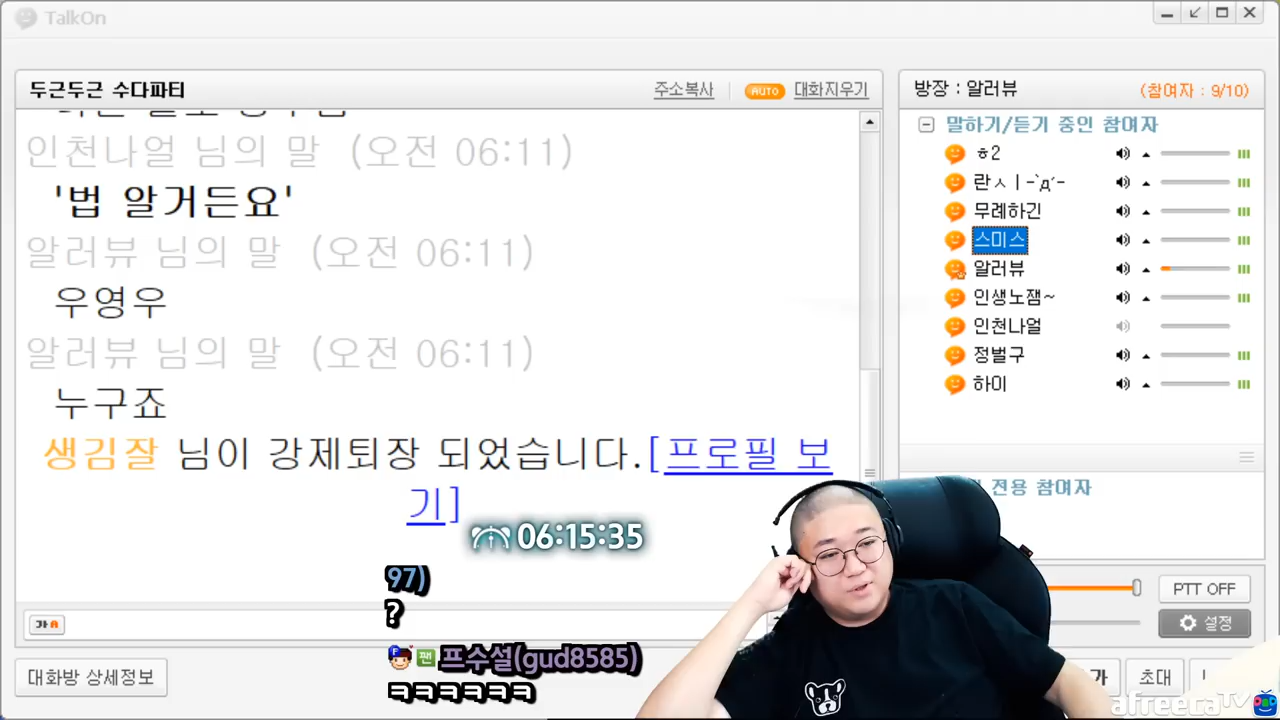 TalkOn
두근두근 수다파티
주소복사
AUTO
대화지우기
인천나얼 님의 말 (오전 06:11)
'법 알거든요'
알러뷰 님의 말 (오전 06:11)
우영우
알러뷰 님의 말 (오전 06:11)
누구죠
생김잘 님이 강제퇴장 되었습니다.[프로필 보
기]
06:15:35
97)
?
팬 프수설(gud8585)
ㅋㅋㅋㅋㅋㅋ
가
대화방 상세정보
방장 : 알러뷰
(참여자 : 9/10)
말하기/듣기 중인 참여자
ㅎ2
란ㅅㅣ-`д´-
무례하긴
스미스
알러뷰
인생노잼~
인천나얼
정벌구
하이
전용 참여자
PTT OFF
설정
가
초대
afreecaTV